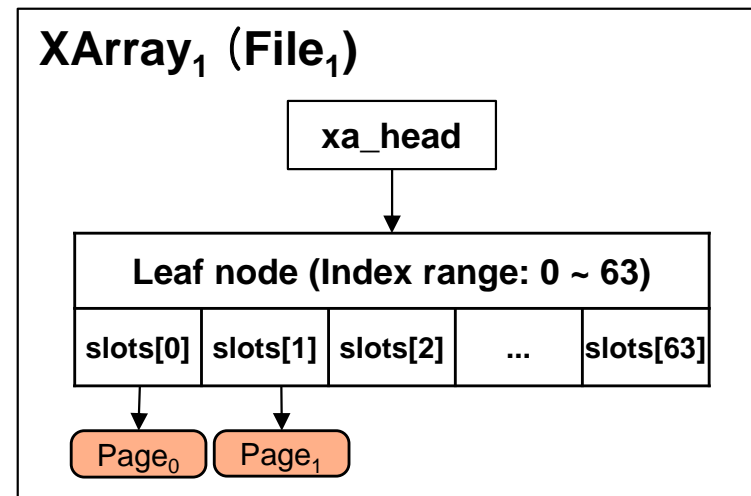 XArray₁ (File₁)
xa_head
Leaf node (Index range: 0 ~ 63)
slots[0] slots[1] slots[2] ... slots[63]
Page₀ Page₁